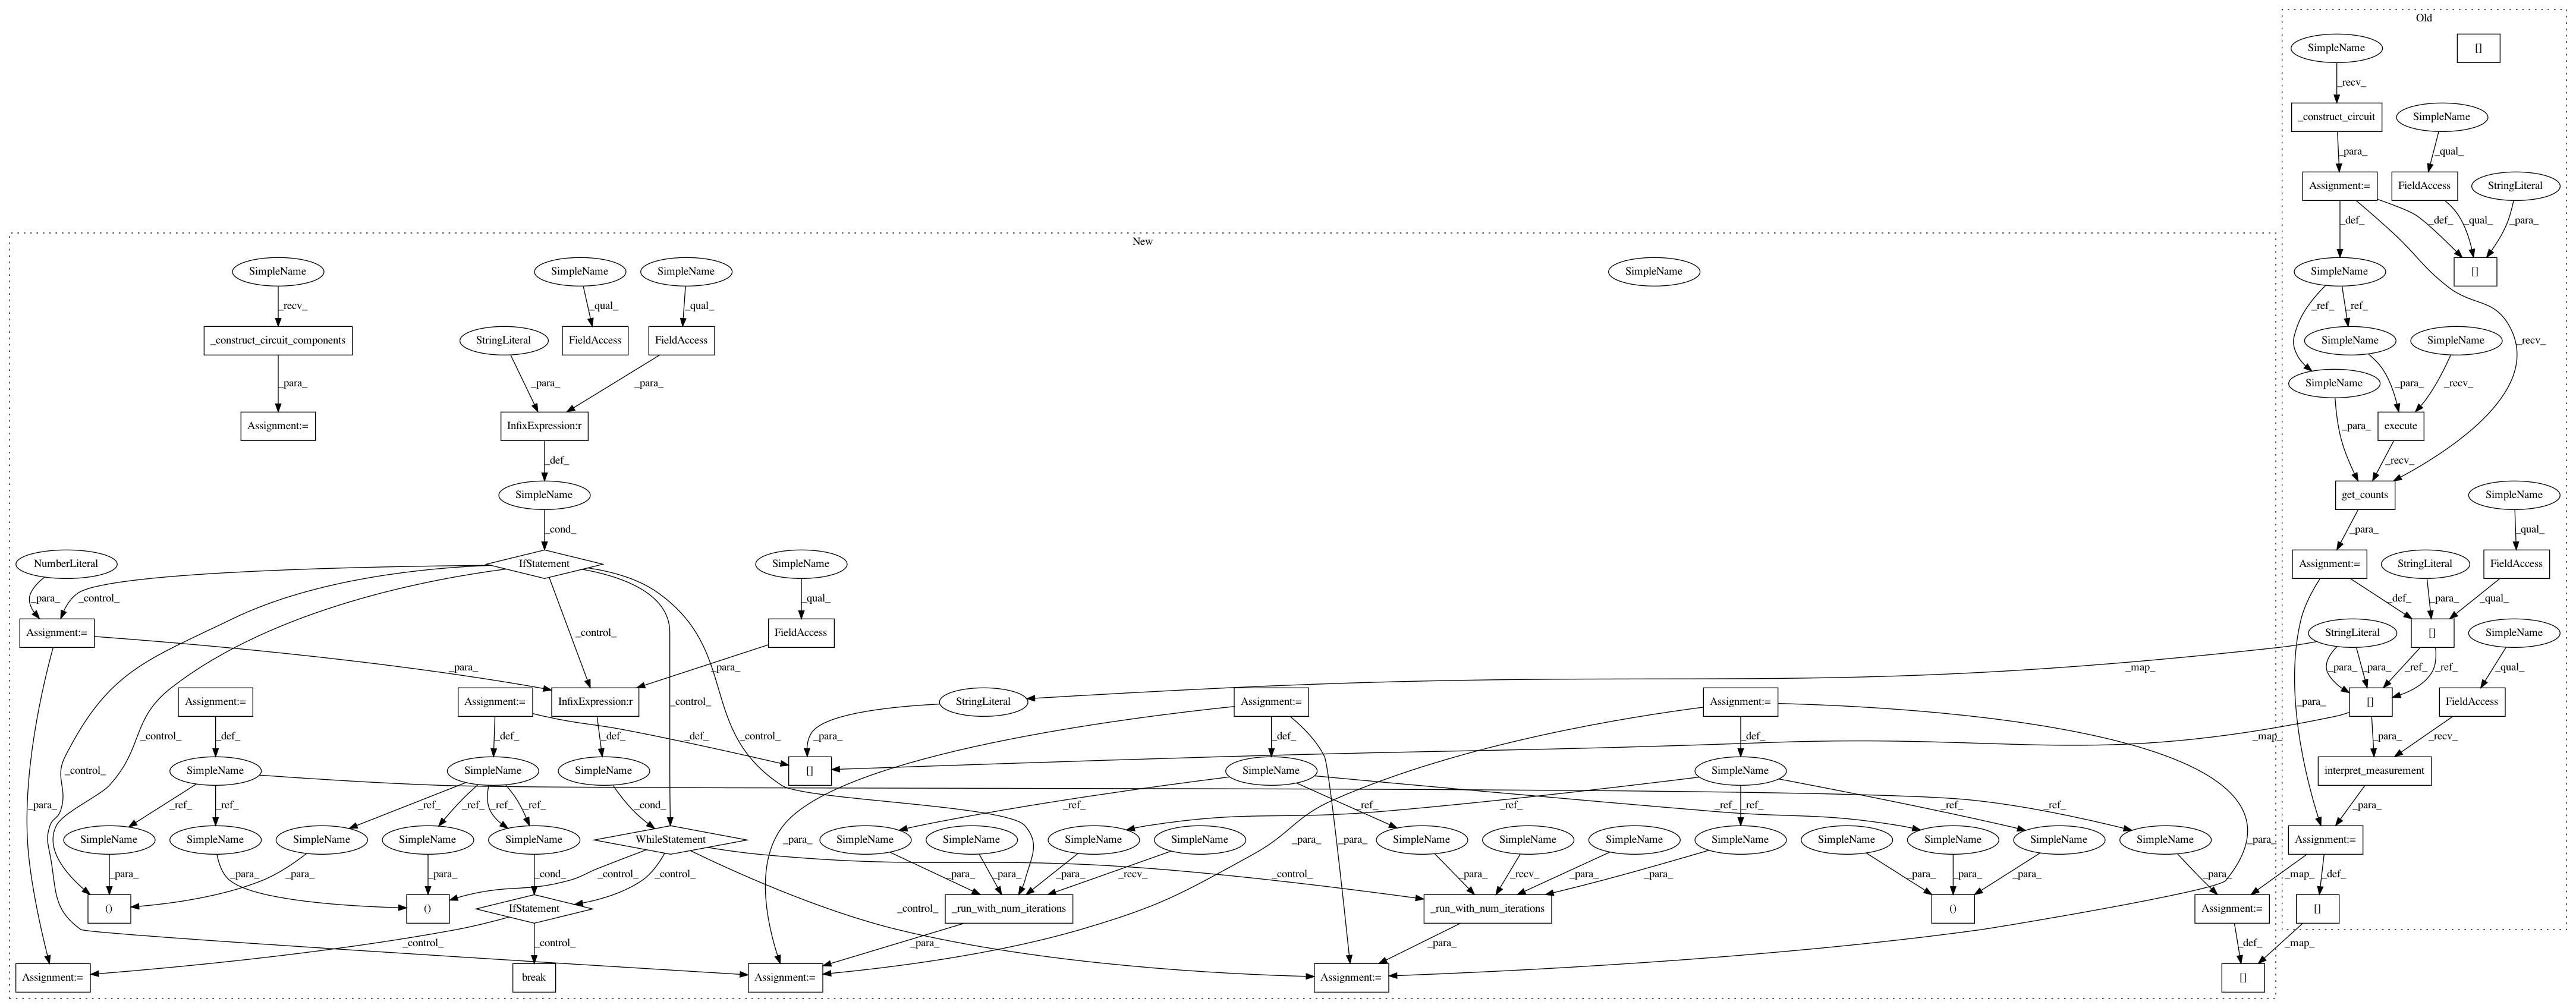 Old
SimpleName
[]
_recv_
_construct_circuit
SimpleName
_para_
_qual_
Assignment:=
FieldAccess
StringLiteral
_def_
_def_
_qual_
_para_
New
SimpleName
SimpleName
SimpleName
SimpleName
SimpleName
[]
_recv_
_qual_
_qual_
_ref_
_ref_
_construct_circuit_components
StringLiteral
FieldAccess
FieldAccess
SimpleName
SimpleName
_recv_
_para_
_para_
_para_
SimpleName
_para_
_recv_
Assignment:=
InfixExpression:r
_para_
execute
_def_
_recv_
SimpleName
get_counts
SimpleName
_cond_
_para_
_qual_
NumberLiteral
IfStatement
SimpleName
Assignment:=
StringLiteral
FieldAccess
_para_
_control_
_control_
_qual_
_def_
_para_
_qual_
Assignment:=
FieldAccess
StringLiteral
[]
SimpleName
_para_
_para_
_map_
_para_
_para_
_ref_
_ref_
_qual_
Assignment:=
Assignment:=
InfixExpression:r
_control_
StringLiteral
Assignment:=
Assignment:=
_para_
[]
FieldAccess
_control_
_control_
_def_
_def_
_def_
_def_
_control_
_para_
_def_
_def_
_map_
_para_
_recv_
SimpleName
SimpleName
SimpleName
[]
SimpleName
SimpleName
interpret_measurement
_para_
_ref_
_ref_
_ref_
_ref_
_ref_
_ref_
_cond_
_ref_
_ref_
_ref_
_ref_
_ref_
_ref_
_ref_
_para_
SimpleName
SimpleName
SimpleName
SimpleName
SimpleName
WhileStatement
SimpleName
SimpleName
SimpleName
SimpleName
SimpleName
SimpleName
SimpleName
SimpleName
SimpleName
SimpleName
SimpleName
SimpleName
Assignment:=
_para_
_para_
_para_
_para_
_cond_
_control_
_control_
_para_
_para_
_para_
_para_
_recv_
_control_
_para_
_recv_
_para_
_para_
_para_
_para_
_para_
_para_
_para_
_para_
_map_
_def_
()
()
IfStatement
_run_with_num_iterations
_run_with_num_iterations
()
Assignment:=
[]
_control_
_control_
_para_
_control_
_para_
_def_
_map_
Assignment:=
break
Assignment:=
Assignment:=
[]